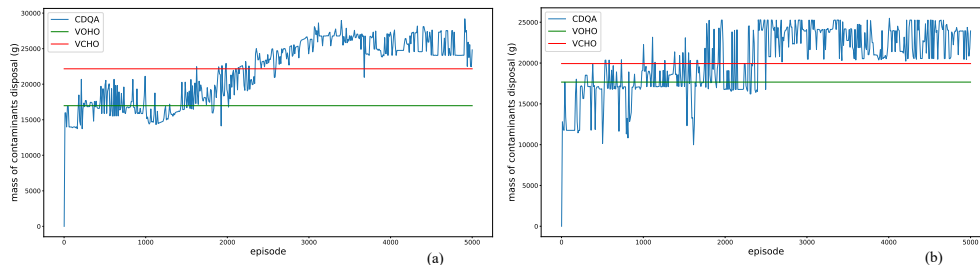 CDQA
VOHO
VCHO
mass of contaminants disposal (g)
30000
25000
20000
15000
10000
5000
0
0 1000 2000 3000 4000 5000
episode
(a)
CDQA
VOHO
VCHO
mass of contaminants disposal (g)
25000
20000
15000
10000
5000
0
0 1000 2000 3000 4000 5000
episode
(b)